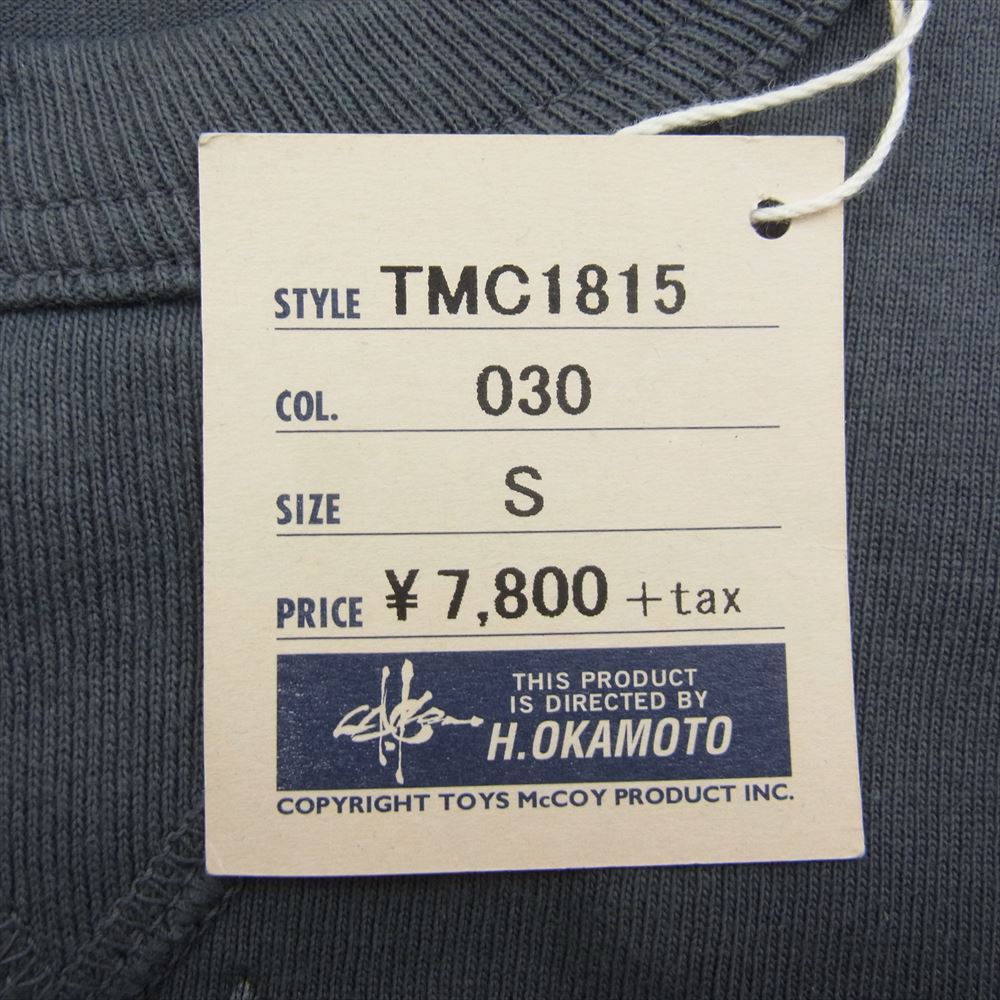 STYLE TMC1815
COL. 030
SIZE S
PRICE ¥7,800 +tax
THIS PRODUCT
IS DIRECTED BY
H.OKAMOTO
COPYRIGHT TOYS McCOY PRODUCT INC.